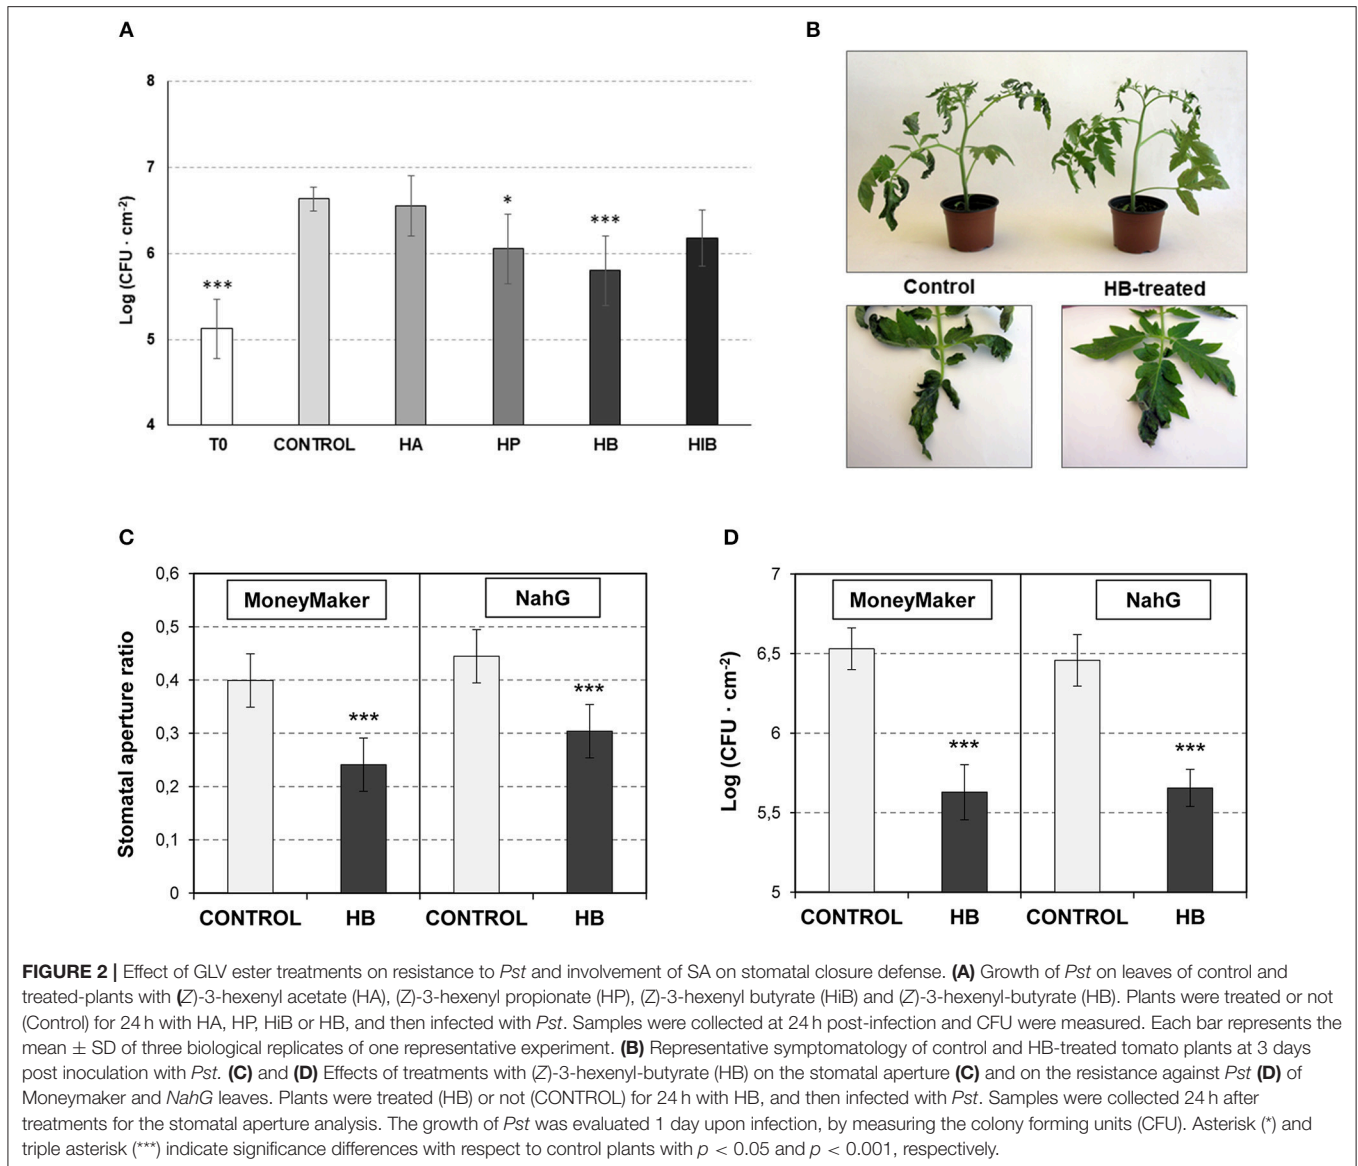 A
8
7
6
5
4
Log (CFU · cm-2)
***
*
***
T0 CONTROL HA HP HB HIB
B
Control HB-treated
C
0,6
0,5
0,4
0,3
0,2
0,1
0
Stomatal aperture ratio
MoneyMaker NahG
***
***
CONTROL HB CONTROL HB
D
7
6,5
6
5,5
5
Log (CFU · cm-2)
MoneyMaker NahG
***
***
CONTROL HB CONTROL HB
FIGURE 2 | Effect of GLV ester treatments on resistance to Pst and involvement of SA on stomatal closure defense. (A) Growth of Pst on leaves of control and
treated-plants with (Z)-3-hexenyl acetate (HA), (Z)-3-hexenyl propionate (HP), (Z)-3-hexenyl butyrate (HiB) and (Z)-3-hexenyl-butyrate (HB). Plants were treated or not
(Control) for 24 h with HA, HP, HiB or HB, and then infected with Pst. Samples were collected at 24 h post-infection and CFU were measured. Each bar represents the
mean ± SD of three biological replicates of one representative experiment. (B) Representative symptomatology of control and HB-treated tomato plants at 3 days
post inoculation with Pst. (C) and (D) Effects of treatments with (Z)-3-hexenyl-butyrate (HB) on the stomatal aperture (C) and on the resistance against Pst (D) of
Moneymaker and NahG leaves. Plants were treated (HB) or not (CONTROL) for 24 h with HB, and then infected with Pst. Samples were collected 24 h after
treatments for the stomatal aperture analysis. The growth of Pst was evaluated 1 day upon infection, by measuring the colony forming units (CFU). Asterisk (*) and
triple asterisk (***) indicate significance differences with respect to control plants with p < 0.05 and p < 0.001, respectively.